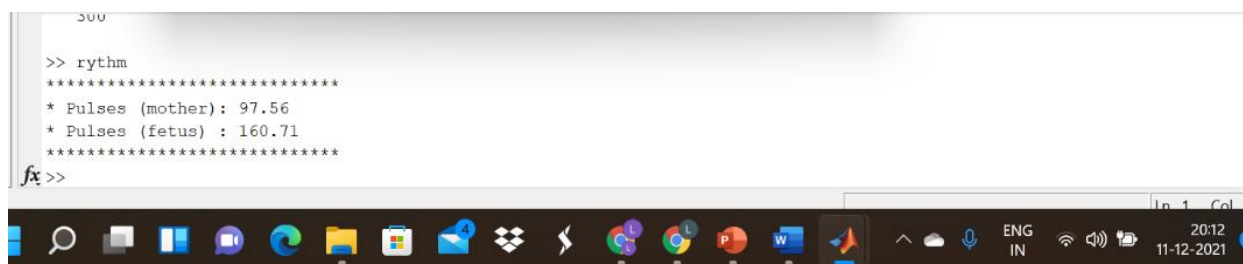 300
>> rythm
*****************************
* Pulses (mother): 97.56
* Pulses (fetus) : 160.71
*****************************
fx >>
Ln 1 Col
4
L
L
L
P
W
ENG
IN
20:12
11-12-2021